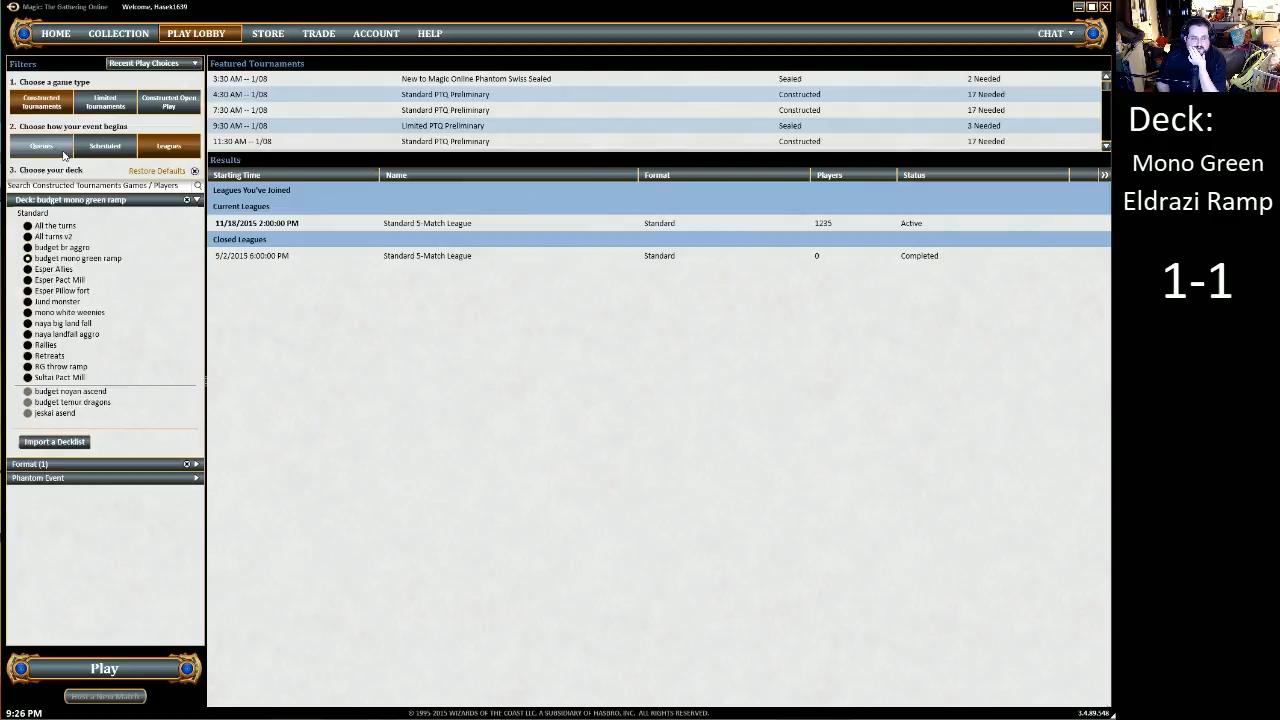 Magic: The Gathering Online Welcome, Hasek1639
HOME COLLECTION PLAY LOBBY STORE TRADE ACCOUNT HELP CHAT
Filters Recent Play Choices
1. Choose a game type
Constructed Tournaments Limited Tournaments Constructed Open Play
2. Choose how your event begins
Queues Scheduled Leagues
3. Choose your deck Restore Defaults
Search Constructed Tournaments Games / Players
Deck: budget mono green ramp
Standard
All the turns
All turns v2
budget br aggro
budget mono green ramp
Esper Allies
Esper Pact Mill
Esper Pillow fort
Jund monster
mono white weenies
naya big land fall
naya landfall aggro
Rallies
Retreats
RG throw ramp
Sultai Pact Mill
budget noyan ascend
budget temur dragons
jeskai asend
Import a Decklist
Format (1)
Phantom Event
Play
Host a New Match
9:26 PM
Featured Tournaments
3:30 AM -- 1/08 New to Magic Online Phantom Swiss Sealed Sealed 2 Needed
4:30 AM -- 1/08 Standard PTQ Preliminary Constructed 17 Needed
7:30 AM -- 1/08 Standard PTQ Preliminary Constructed 17 Needed
9:30 AM -- 1/08 Limited PTQ Preliminary Sealed 3 Needed
11:30 AM -- 1/08 Standard PTQ Preliminary Constructed 17 Needed
Results
Starting Time Name Format Players Status
Leagues You've Joined
Current Leagues
11/18/2015 2:00:00 PM Standard 5-Match League Standard 1235 Active
Closed Leagues
9/2/2015 6:00:00 PM Standard 5-Match League Standard 0 Completed
© 1995-2015 WIZARDS OF THE COAST LLC, A SUBSIDIARY OF HASBRO, INC. ALL RIGHTS RESERVED.
3.4.89.548
Deck:
Mono Green
Eldrazi Ramp
1-1